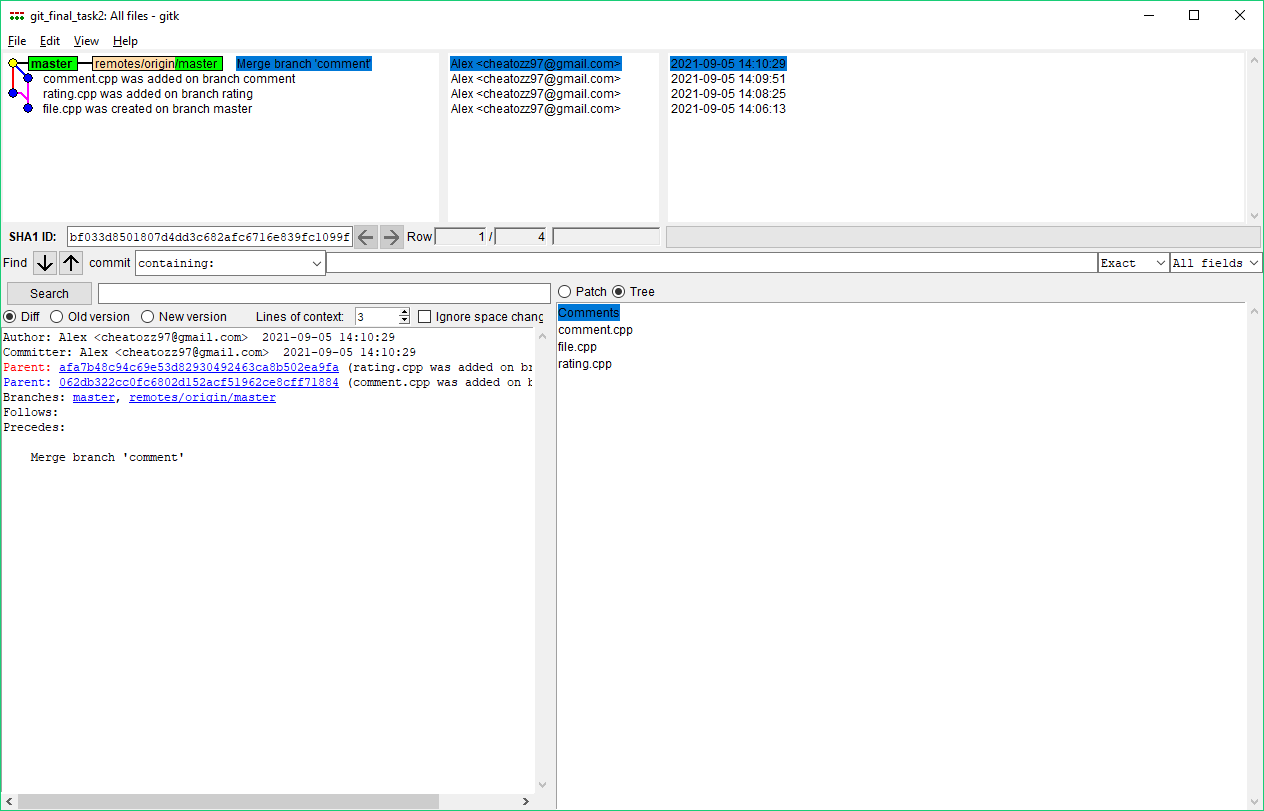 git_final_task2: All files - gitk
File Edit View Help
master remotes/origin/master Merge branch 'comment' Alex <cheatozz97@gmail.com> 2021-09-05 14:10:29
comment.cpp was added on branch comment Alex <cheatozz97@gmail.com> 2021-09-05 14:09:51
rating.cpp was added on branch rating Alex <cheatozz97@gmail.com> 2021-09-05 14:08:25
file.cpp was created on branch master Alex <cheatozz97@gmail.com> 2021-09-05 14:06:13
SHA1 ID: bf033d8501807d4dd3c682afc6716e839fc1099f Row 1 / 4
Find commit containing: Exact All fields
Search
Patch Tree
Diff Old version New version Lines of context: 3 Ignore space chang
Author: Alex <cheatozz97@gmail.com> 2021-09-05 14:10:29
Committer: Alex <cheatozz97@gmail.com> 2021-09-05 14:10:29
Parent: afa7b48c94c69e53d82930492463ca8b502ea9fa (rating.cpp was added on br
Parent: 062db322cc0fc6802d152acf51962ce8cff71884 (comment.cpp was added on b
Branches: master, remotes/origin/master
Follows:
Precedes:
Merge branch 'comment'
Comments
comment.cpp
file.cpp
rating.cpp